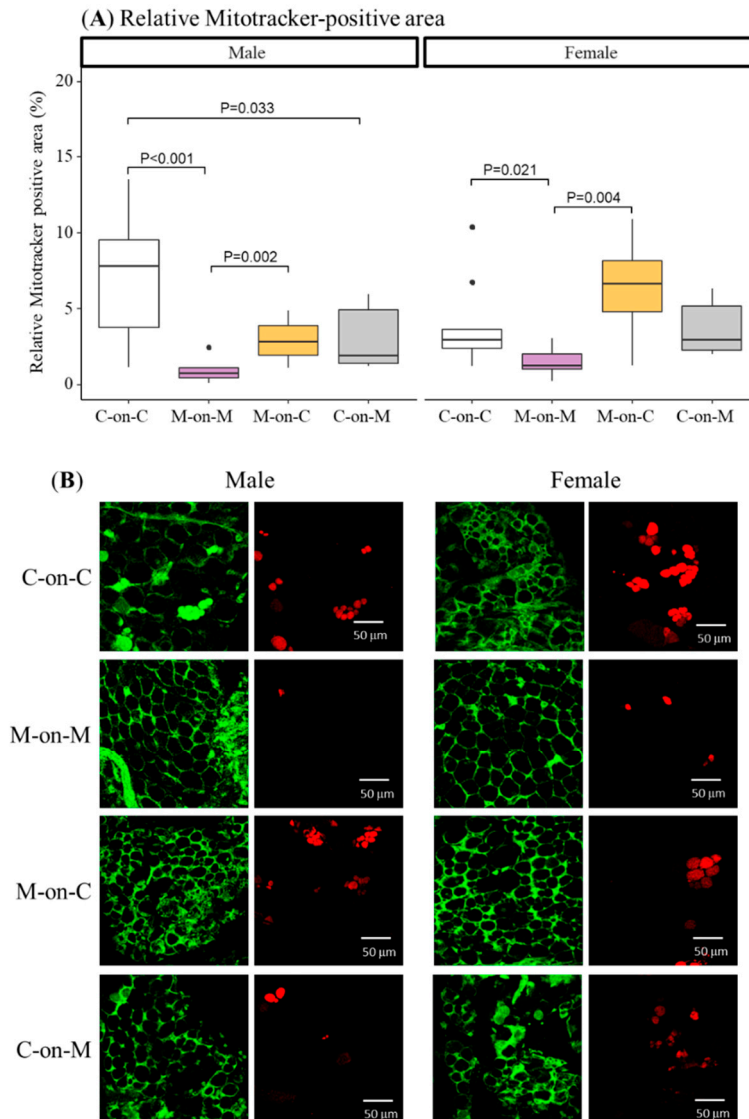 (A) Relative Mitotracker-positive area
Male Female
Relative Mitotracker positive area (%)
20
15
10
5
0
P=0.033
P<0.001
P=0.002
P=0.021
P=0.004
C-on-C M-on-M M-on-C C-on-M C-on-C M-on-M M-on-C C-on-M
(B) Male Female
C-on-C
50 μm 50 μm
M-on-M
50 μm 50 μm
M-on-C
50 μm 50 μm
C-on-M
50 μm 50 μm